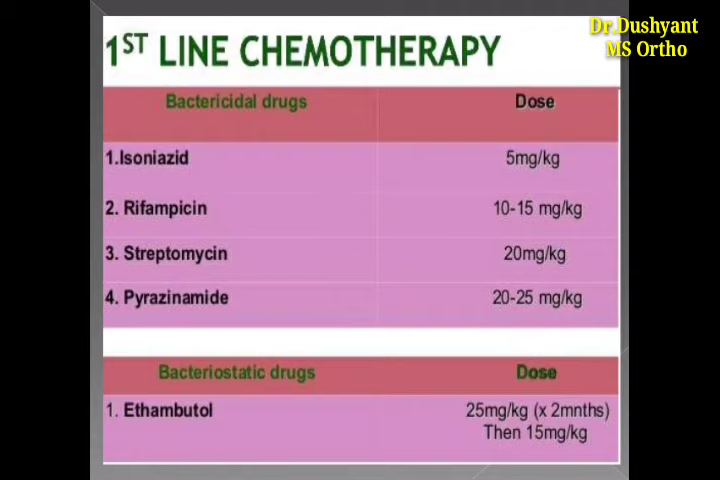 Dr.Dushyant
MS Ortho
1ST LINE CHEMOTHERAPY
Bactericidal drugs Dose
1.Isoniazid 5mg/kg
2. Rifampicin 10-15 mg/kg
3. Streptomycin 20mg/kg
4. Pyrazinamide 20-25 mg/kg
Bacteriostatic drugs Dose
1. Ethambutol 25mg/kg (x 2mnths)
Then 15mg/kg